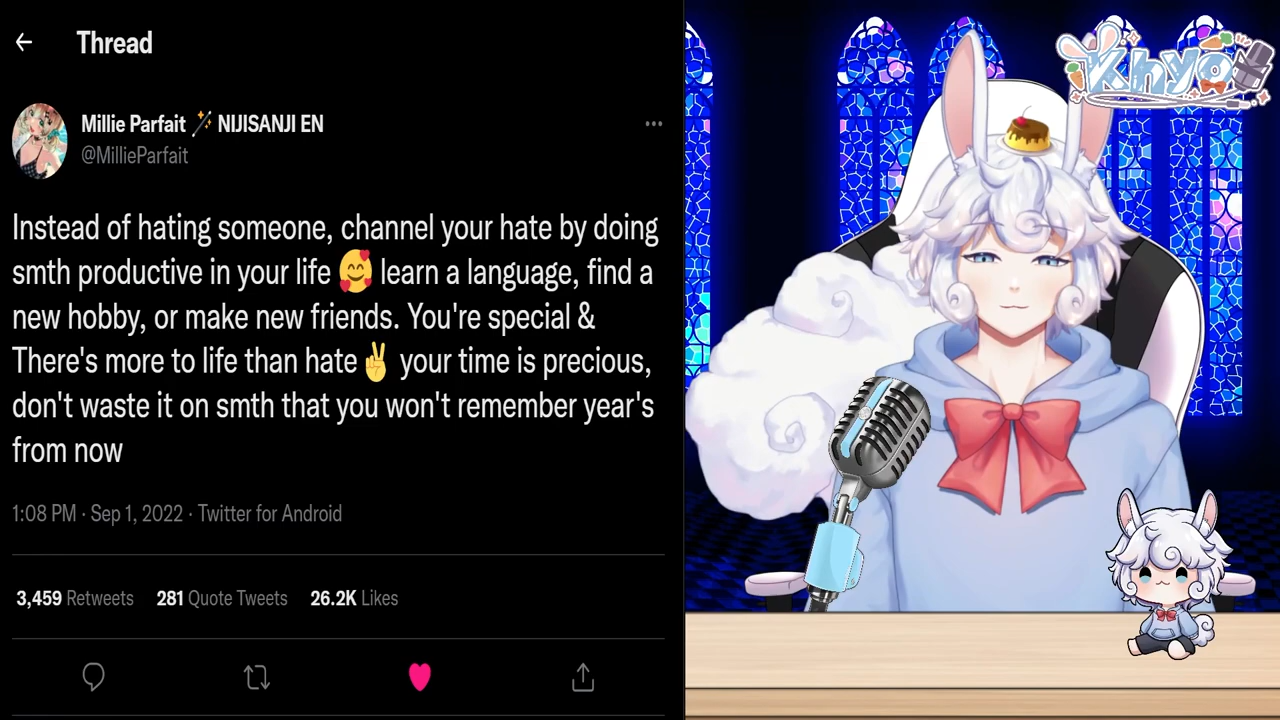 Thread
Millie Parfait 🪄 NIJISANJI EN
@MillieParfait
Instead of hating someone, channel your hate by doing
smth productive in your life 🥰 learn a language, find a
new hobby, or make new friends. You're special &
There's more to life than hate✌️ your time is precious,
don't waste it on smth that you won't remember year's
from now
1:08 PM · Sep 1, 2022 · Twitter for Android
3,459 Retweets 281 Quote Tweets 26.2K Likes
Khyo